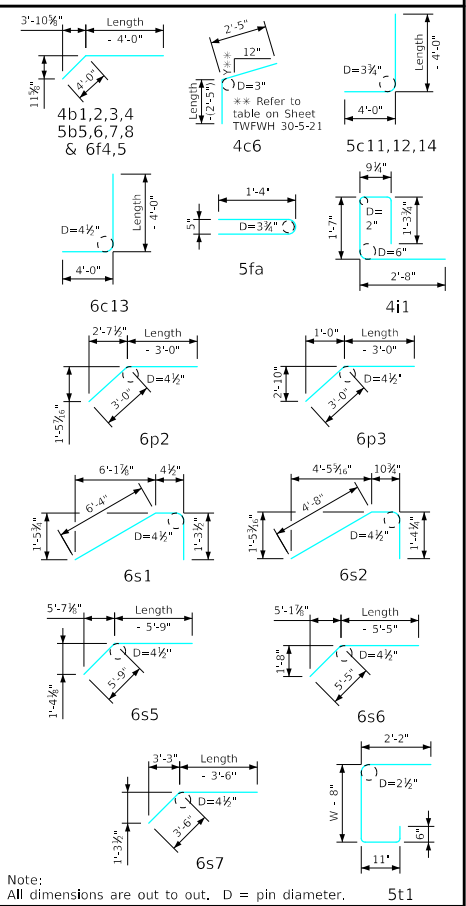 3'-10⅝" Length
- 4'-0"
11⅝"
4'-0"
4b1,2,3,4
5b5,6,7,8
& 6f4,5
2'-5"
12"
Y**
D=3"
Length
-(2'-5")
** Refer to
table on Sheet
TWFWH 30-5-21
4c6
Length
- 4'-0"
D=3¾"
4'-0"
5c11,12,14
Length
- 4'-0"
D=4½"
4'-0"
6c13
1'-4"
5"
D=3¾"
5fa
9¼"
1'-7"
D=
2"
1'-3¾"
D=6"
2'-8"
4i1
2'-7½" Length
- 3'-0"
D=4½"
3'-0"
1'-5⁷⁄₁₆"
6p2
1'-0" Length
- 3'-0"
D=4½"
3'-0"
2'-10"
6p3
6'-1⅞" 4½"
6'-4"
1'-5¾"
D=4½"
1'-3½"
6s1
4'-5⁵⁄₁₆" 10¾"
4'-8"
1'-5³⁄₁₆"
D=4½"
1'-4¼"
6s2
5'-7⅛" Length
- 5'-9"
D=4½"
5'-9"
1'-4⅛"
6s5
5'-1⅞" Length
- 5'-5"
D=4½"
5'-5"
1'-8"
6s6
3'-3" Length
- 3'-6"
D=4½"
3'-6"
1'-3½"
6s7
2'-2"
D=2½"
W - 8"
6"
11"
5t1
Note:
All dimensions are out to out. D = pin diameter.